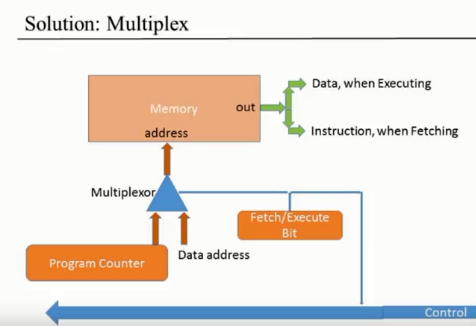 Solution: Multiplex
Data, when Executing
Memory
out
address
Instruction, when Fetching
Multiplexor
Fetch/Execute
Bit
Data address
Program Counter
Control